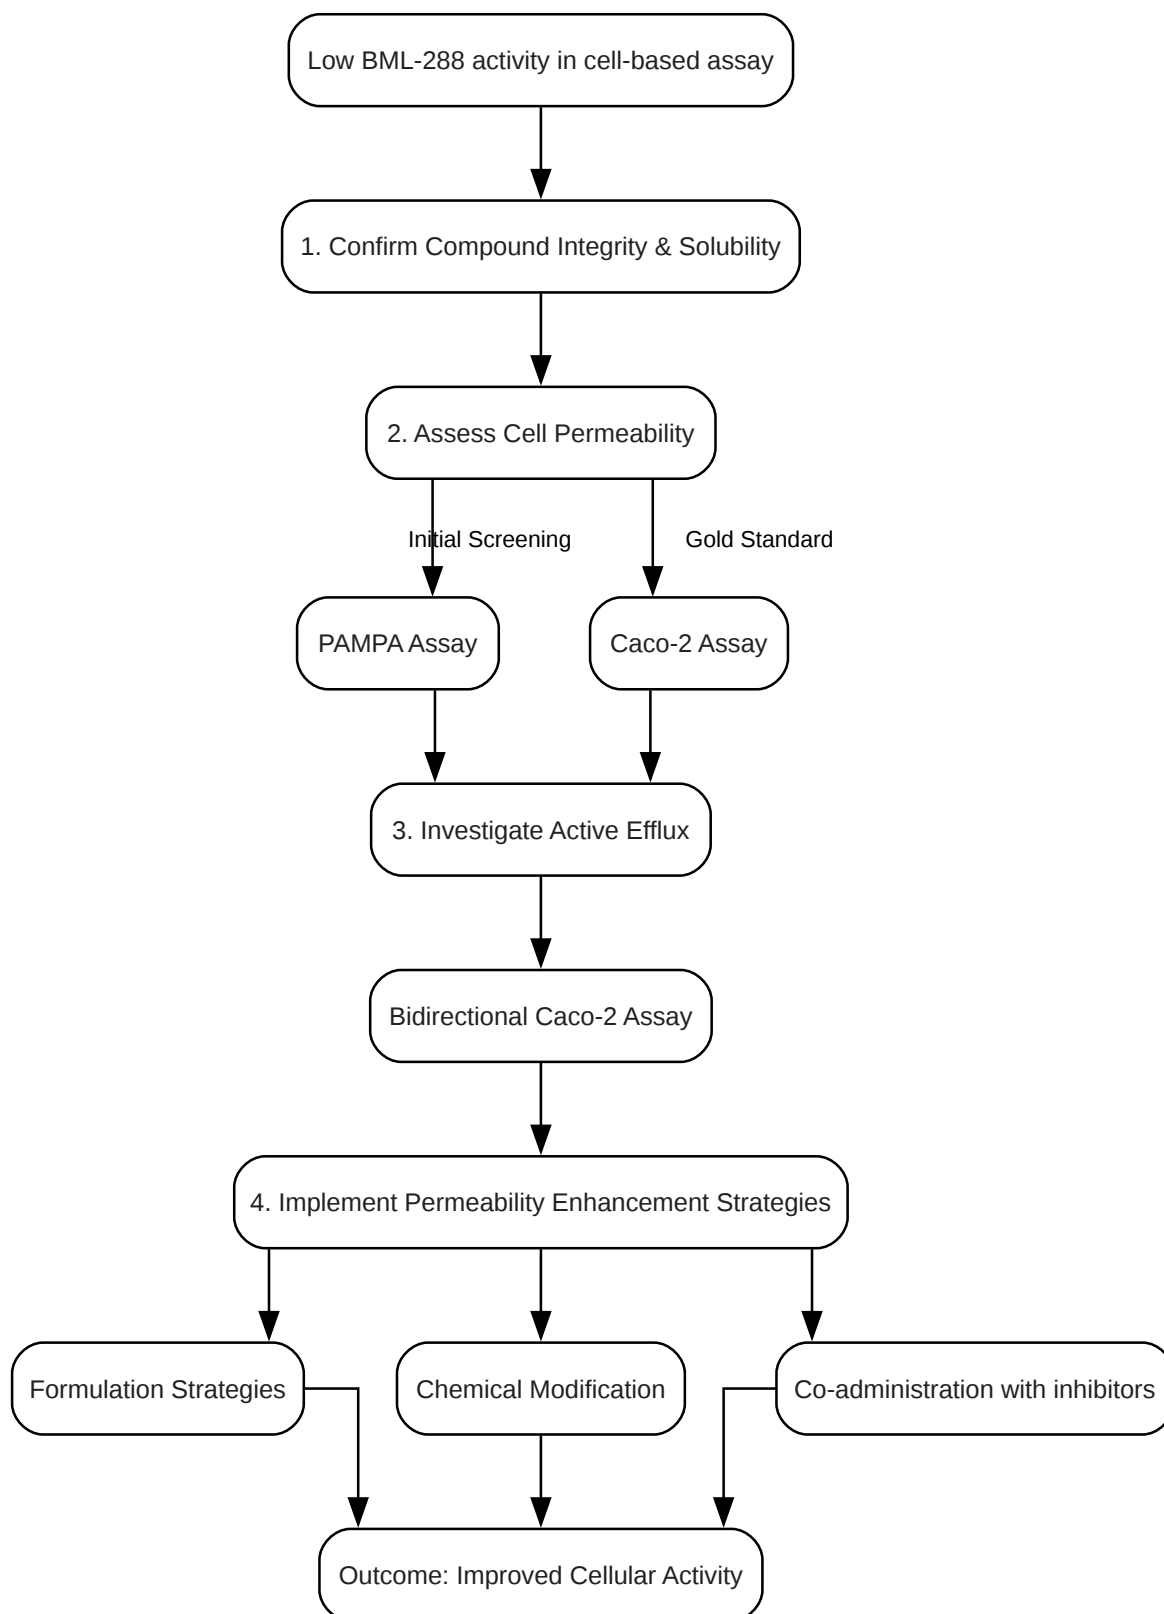 Low BML-288 activity in cell-based assay
1. Confirm Compound Integrity & Solubility
2. Assess Cell Permeability
Initial Screening
Gold Standard
PAMPA Assay
Caco-2 Assay
3. Investigate Active Efflux
Bidirectional Caco-2 Assay
4. Implement Permeability Enhancement Strategies
Formulation Strategies
Chemical Modification
Co-administration with inhibitors
Outcome: Improved Cellular Activity